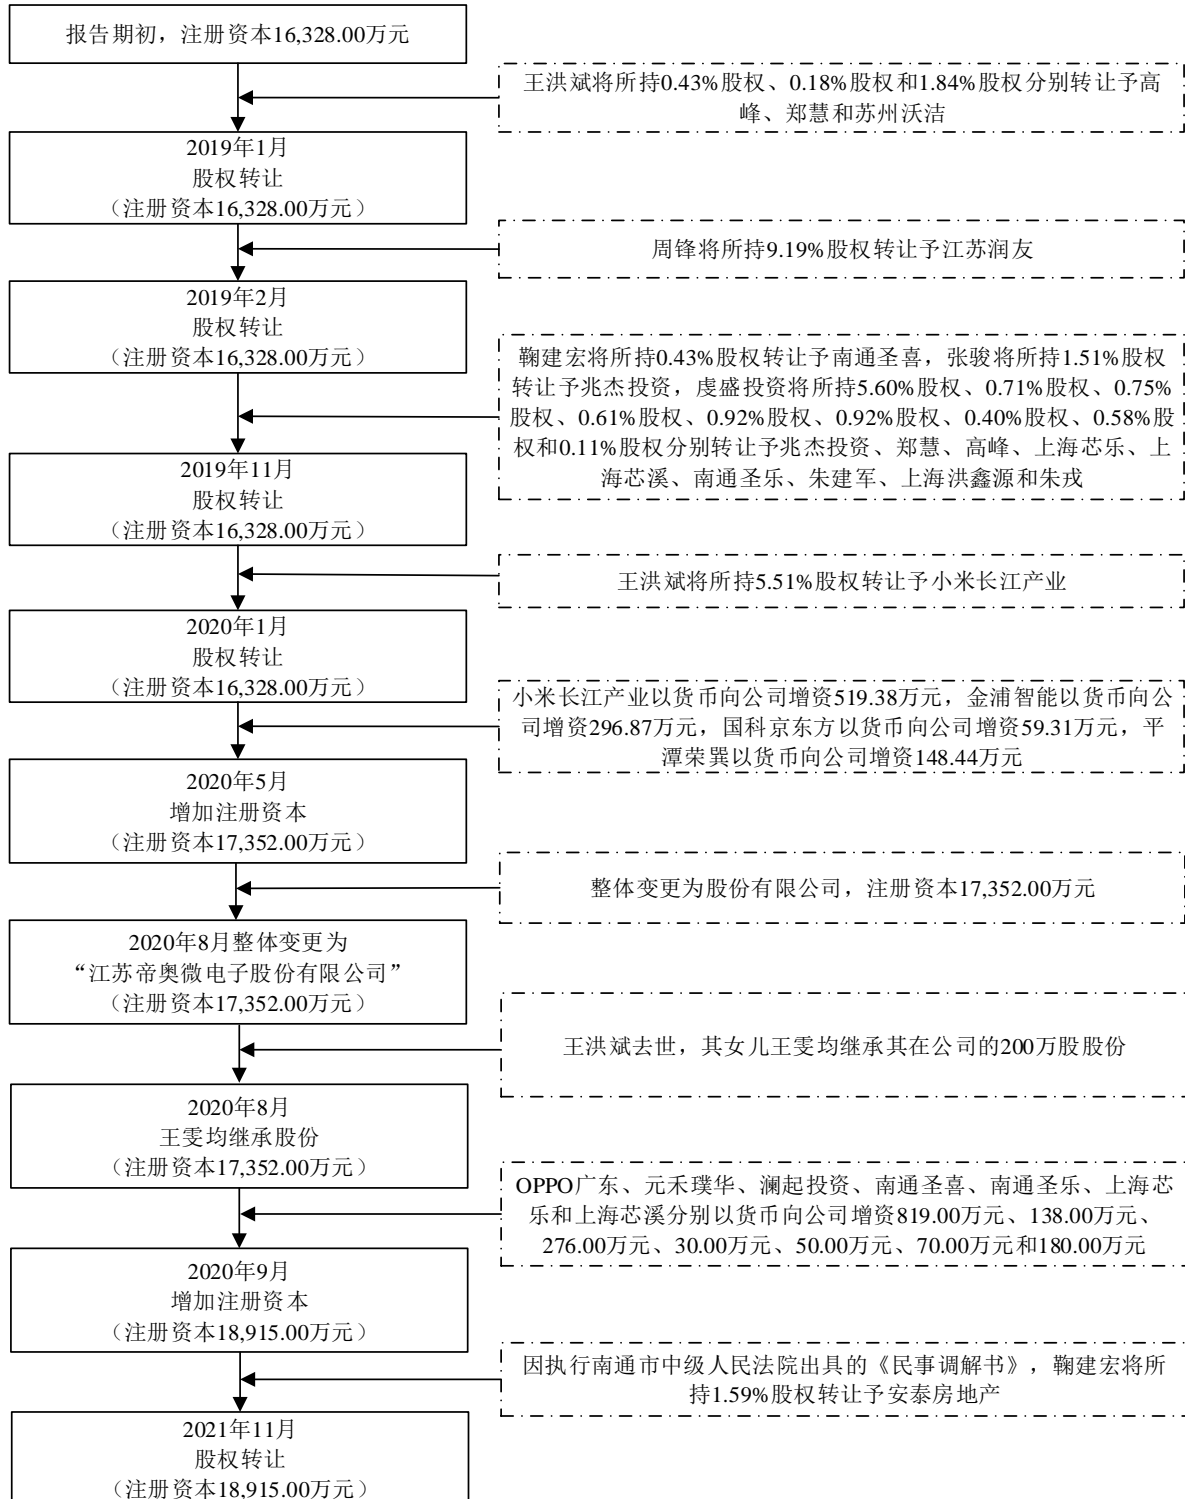 报告期初，注册资本16,328.00万元
王洪斌将所持0.43%股权、0.18%股权和1.84%股权分别转让予高
峰、郑慧和苏州沃洁
2019年1月
股权转让
（注册资本16,328.00万元）
周锋将所持9.19%股权转让予江苏润友
2019年2月
股权转让
（注册资本16,328.00万元）
鞠建宏将所持0.43%股权转让予南通圣喜，张骏将所持1.51%股权
转让予兆杰投资，虔盛投资将所持5.60%股权、0.71%股权、0.75%
股权、0.61%股权、0.92%股权、0.92%股权、0.40%股权、0.58%股
权和0.11%股权分别转让予兆杰投资、郑慧、高峰、上海芯乐、上
海芯溪、南通圣乐、朱建军、上海洪鑫源和朱戎
2019年11月
股权转让
（注册资本16,328.00万元）
王洪斌将所持5.51%股权转让予小米长江产业
2020年1月
股权转让
（注册资本16,328.00万元）
小米长江产业以货币向公司增资519.38万元，金浦智能以货币向公
司增资296.87万元，国科京东方以货币向公司增资59.31万元，平
潭荣巽以货币向公司增资148.44万元
2020年5月
增加注册资本
（注册资本17,352.00万元）
整体变更为股份有限公司，注册资本17,352.00万元
2020年8月整体变更为
“江苏帝奥微电子股份有限公司”
（注册资本17,352.00万元）
王洪斌去世，其女儿王雯均继承其在公司的200万股股份
2020年8月
王雯均继承股份
（注册资本17,352.00万元）
OPPO广东、元禾璞华、澜起投资、南通圣喜、南通圣乐、上海芯
乐和上海芯溪分别以货币向公司增资819.00万元、138.00万元、
276.00万元、30.00万元、50.00万元、70.00万元和180.00万元
2020年9月
增加注册资本
（注册资本18,915.00万元）
因执行南通市中级人民法院出具的《民事调解书》，鞠建宏将所
持1.59%股权转让予安泰房地产
2021年11月
股权转让
（注册资本18,915.00万元）